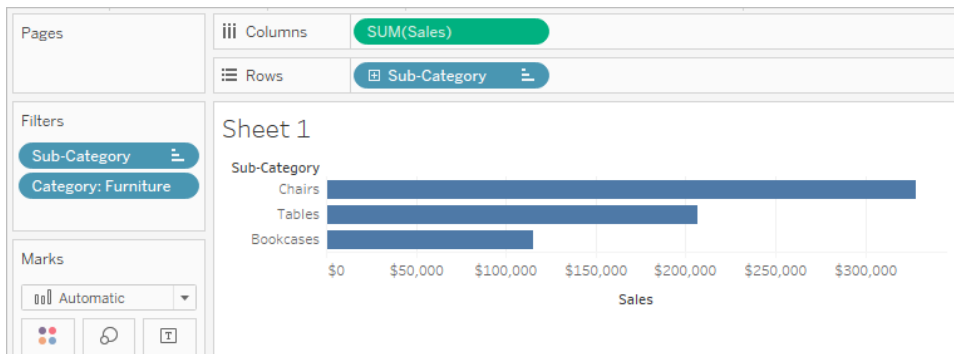 Pages
Columns
SUM(Sales)
Rows
Sub-Category
Filters
Sub-Category
Category: Furniture
Marks
Automatic
T
Sheet 1
Sub-Category
Chairs
Tables
Bookcases
$0 $50,000 $100,000 $150,000 $200,000 $250,000 $300,000
Sales